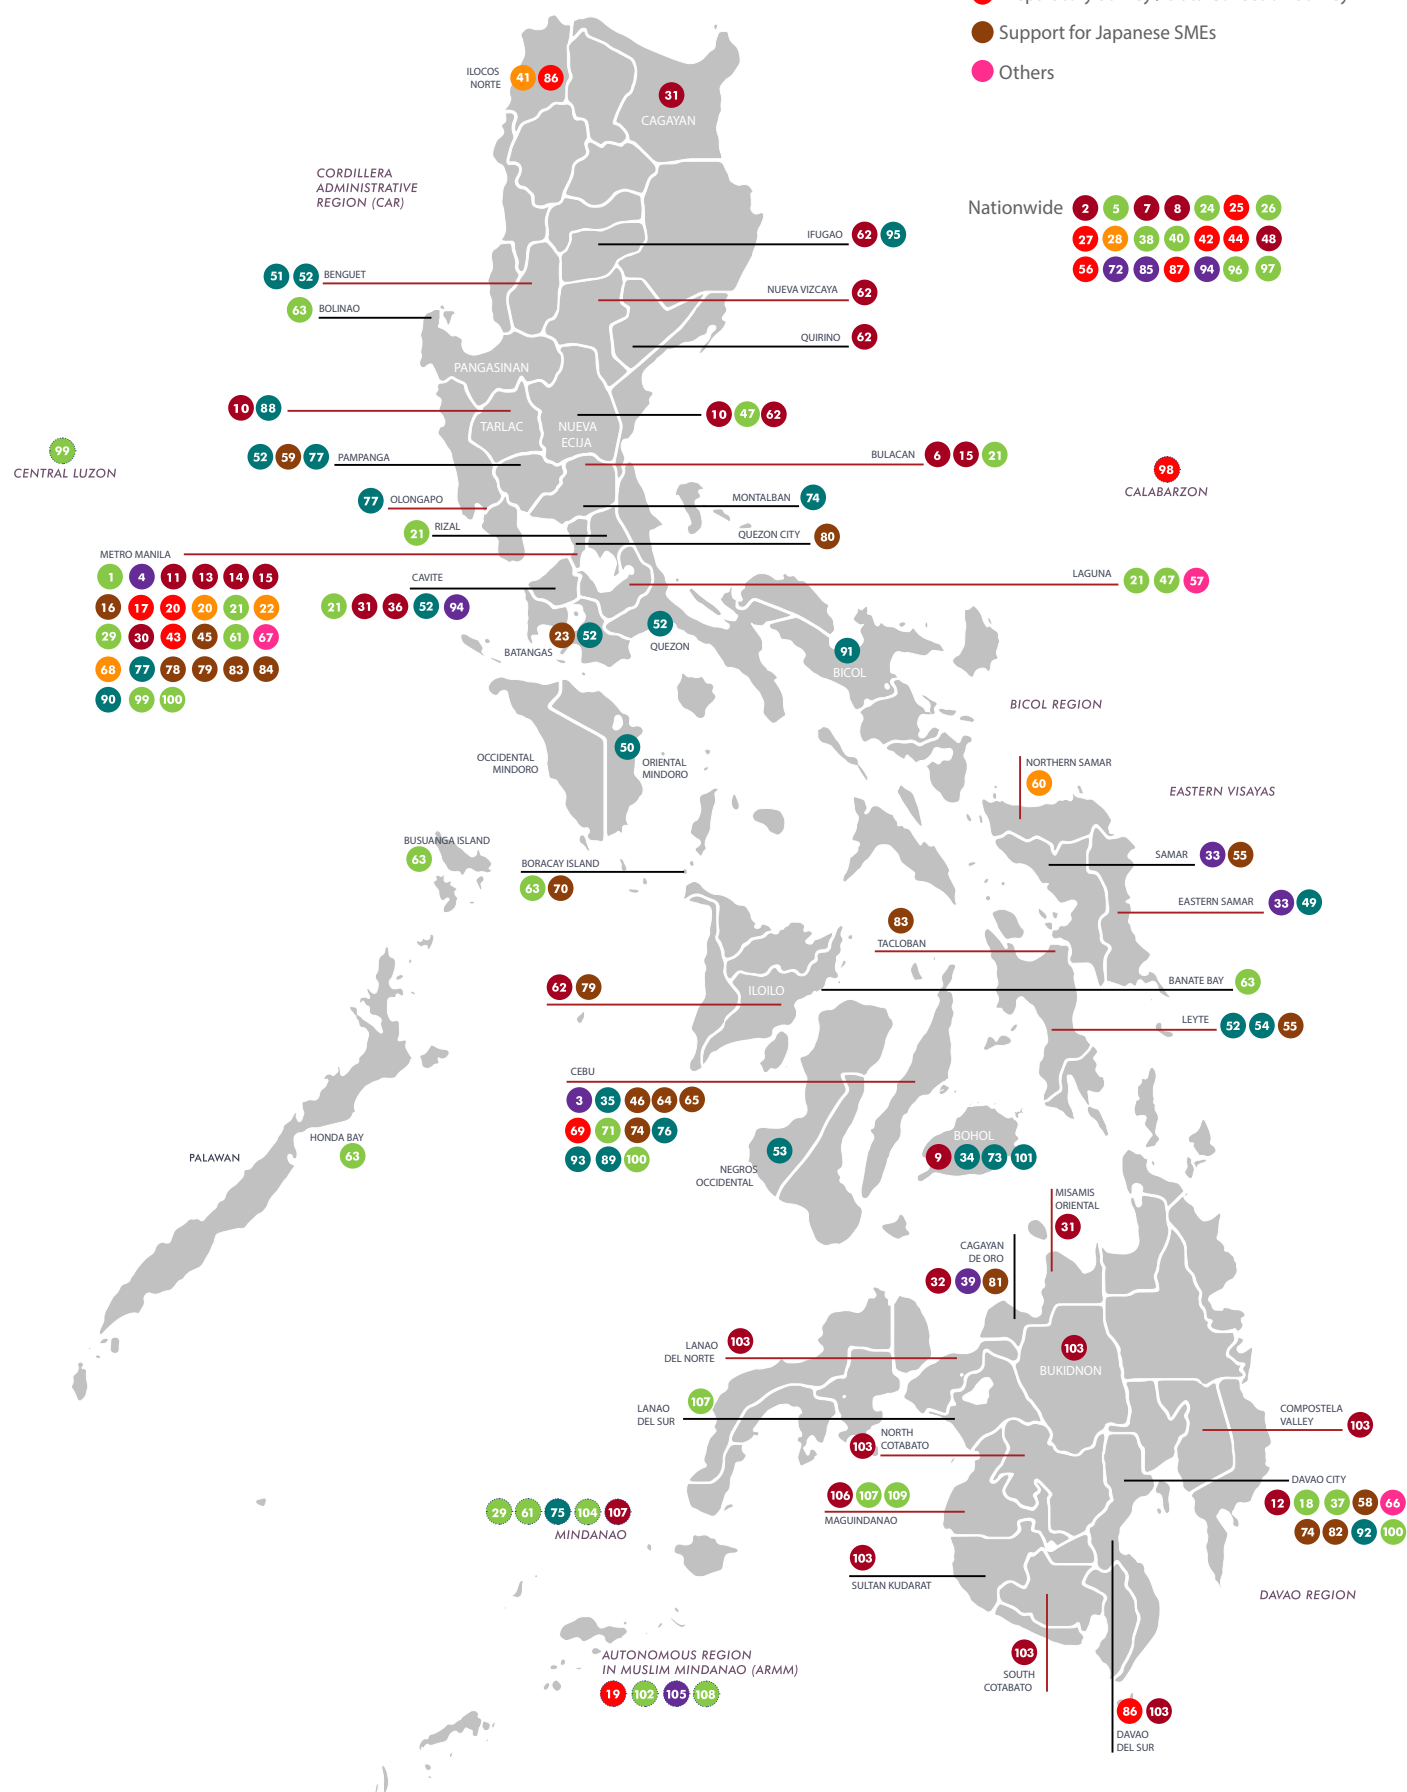 Support for Japanese SMEs
Others
ILOCOS
NORTE
41 86
31
CAGAYAN
CORDILLERA
ADMINISTRATIVE
REGION (CAR)
Nationwide 2 5 7 8 24 25 26
27 28 38 40 42 44 48
56 72 85 87 94 96 97
IFUGAO 62 95
51 52 BENGUET
NUEVA VIZCAYA 62
63 BOLINAO
QUIRINO 62
PANGASINAN
10 88
TARLAC
NUEVA
ECIJA
10 47 62
99
CENTRAL LUZON
52 59 77 PAMPANGA
BULACAN 6 15 21
98
CALABARZON
77 OLONGAPO
MONTALBAN 74
21 RIZAL
QUEZON CITY 80
METRO MANILA
1 4 11 13 14 15
16 17 20 20 21 22
29 30 43 45 61 67
68 77 78 79 83 84
90 99 100
CAVITE
21 31 36 52 94
LAGUNA 21 47 57
23 52
BATANGAS
52
QUEZON
91
BICOL
BICOL REGION
OCCIDENTAL
MINDORO
50
ORIENTAL
MINDORO
NORTHERN SAMAR
60
EASTERN VISAYAS
BUSUANGA ISLAND
63
BORACAY ISLAND
63 70
SAMAR 33 55
EASTERN SAMAR 33 49
83
TACLOBAN
62 79
ILOILO
BANATE BAY 63
LEYTE 52 54 55
CEBU
3 35 46 64 65
69 71 74 76
93 89 100
HONDA BAY
63
PALAWAN
53
NEGROS
OCCIDENTAL
BOHOL
9 34 73 101
MISAMIS
ORIENTAL
31
CAGAYAN
DE ORO
32 39 81
LANAO
DEL NORTE
103
103
BUKIDNON
LANAO
DEL SUR
107
NORTH
COTABATO
103
COMPOSTELA
VALLEY
103
DAVAO CITY
12 18 37 58 66
74 82 92 100
29 61 75 104 107
MINDANAO
106 107 109
MAGUINDANAO
103
SULTAN KUDARAT
DAVAO REGION
AUTONOMOUS REGION
IN MUSLIM MINDANAO (ARMM)
19 102 105 108
103
SOUTH
COTABATO
86 103
DAVAO
DEL SUR